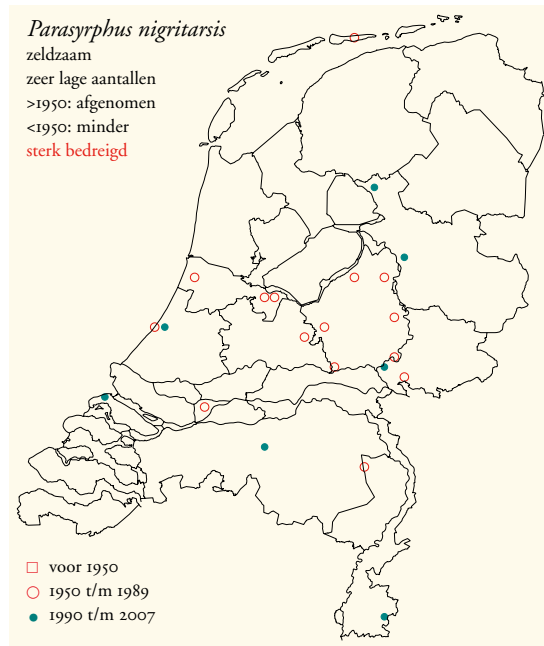 Parasyrphus nigritarsis
zeldzaam
zeer lage aantallen
>1950: afgenomen
<1950: minder
sterk bedreigd
voor 1950
1950 t/m 1989
1990 t/m 2007